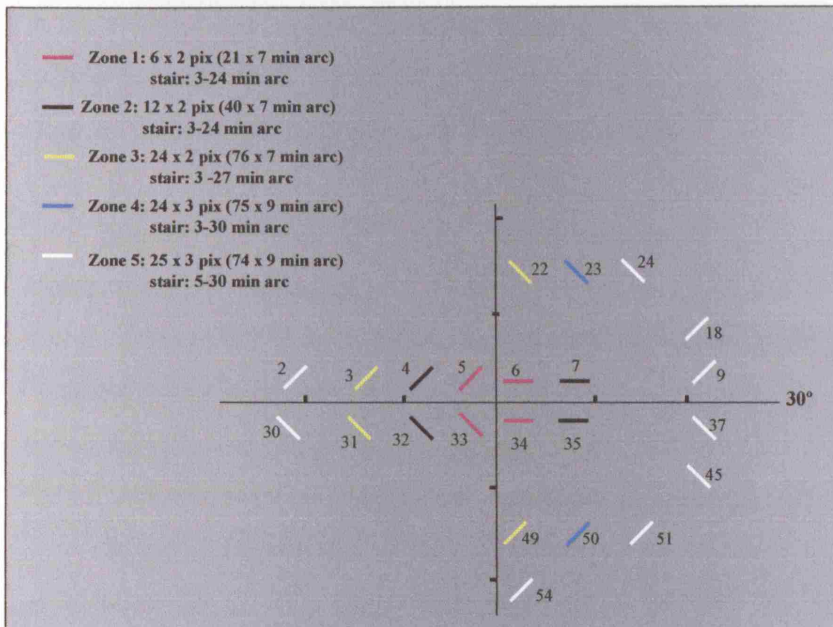 Zone 1: 6 x 2 pix (21 x 7 min arc)
stair: 3-24 min arc
Zone 2: 12 x 2 pix (40 x 7 min arc)
stair: 3-24 min arc
Zone 3: 24 x 2 pix (76 x 7 min arc)
stair: 3 -27 min arc
Zone 4: 24 x 3 pix (75 x 9 min arc)
stair: 3-30 min arc
Zone 5: 25 x 3 pix (74 x 9 min arc)
stair: 5-30 min arc
22 23 24
18
2 3 4 5 6 7 9
30º
30 31 32 33 34 35 37
45
49 50 51
54